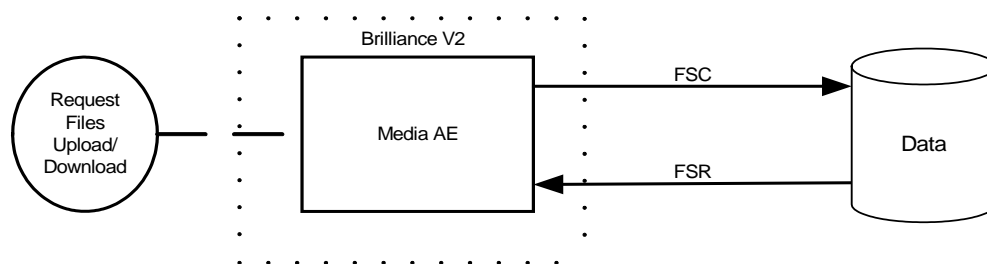 Brilliance V2
Request
Files
Upload/
Download
Media AE
FSC
FSR
Data